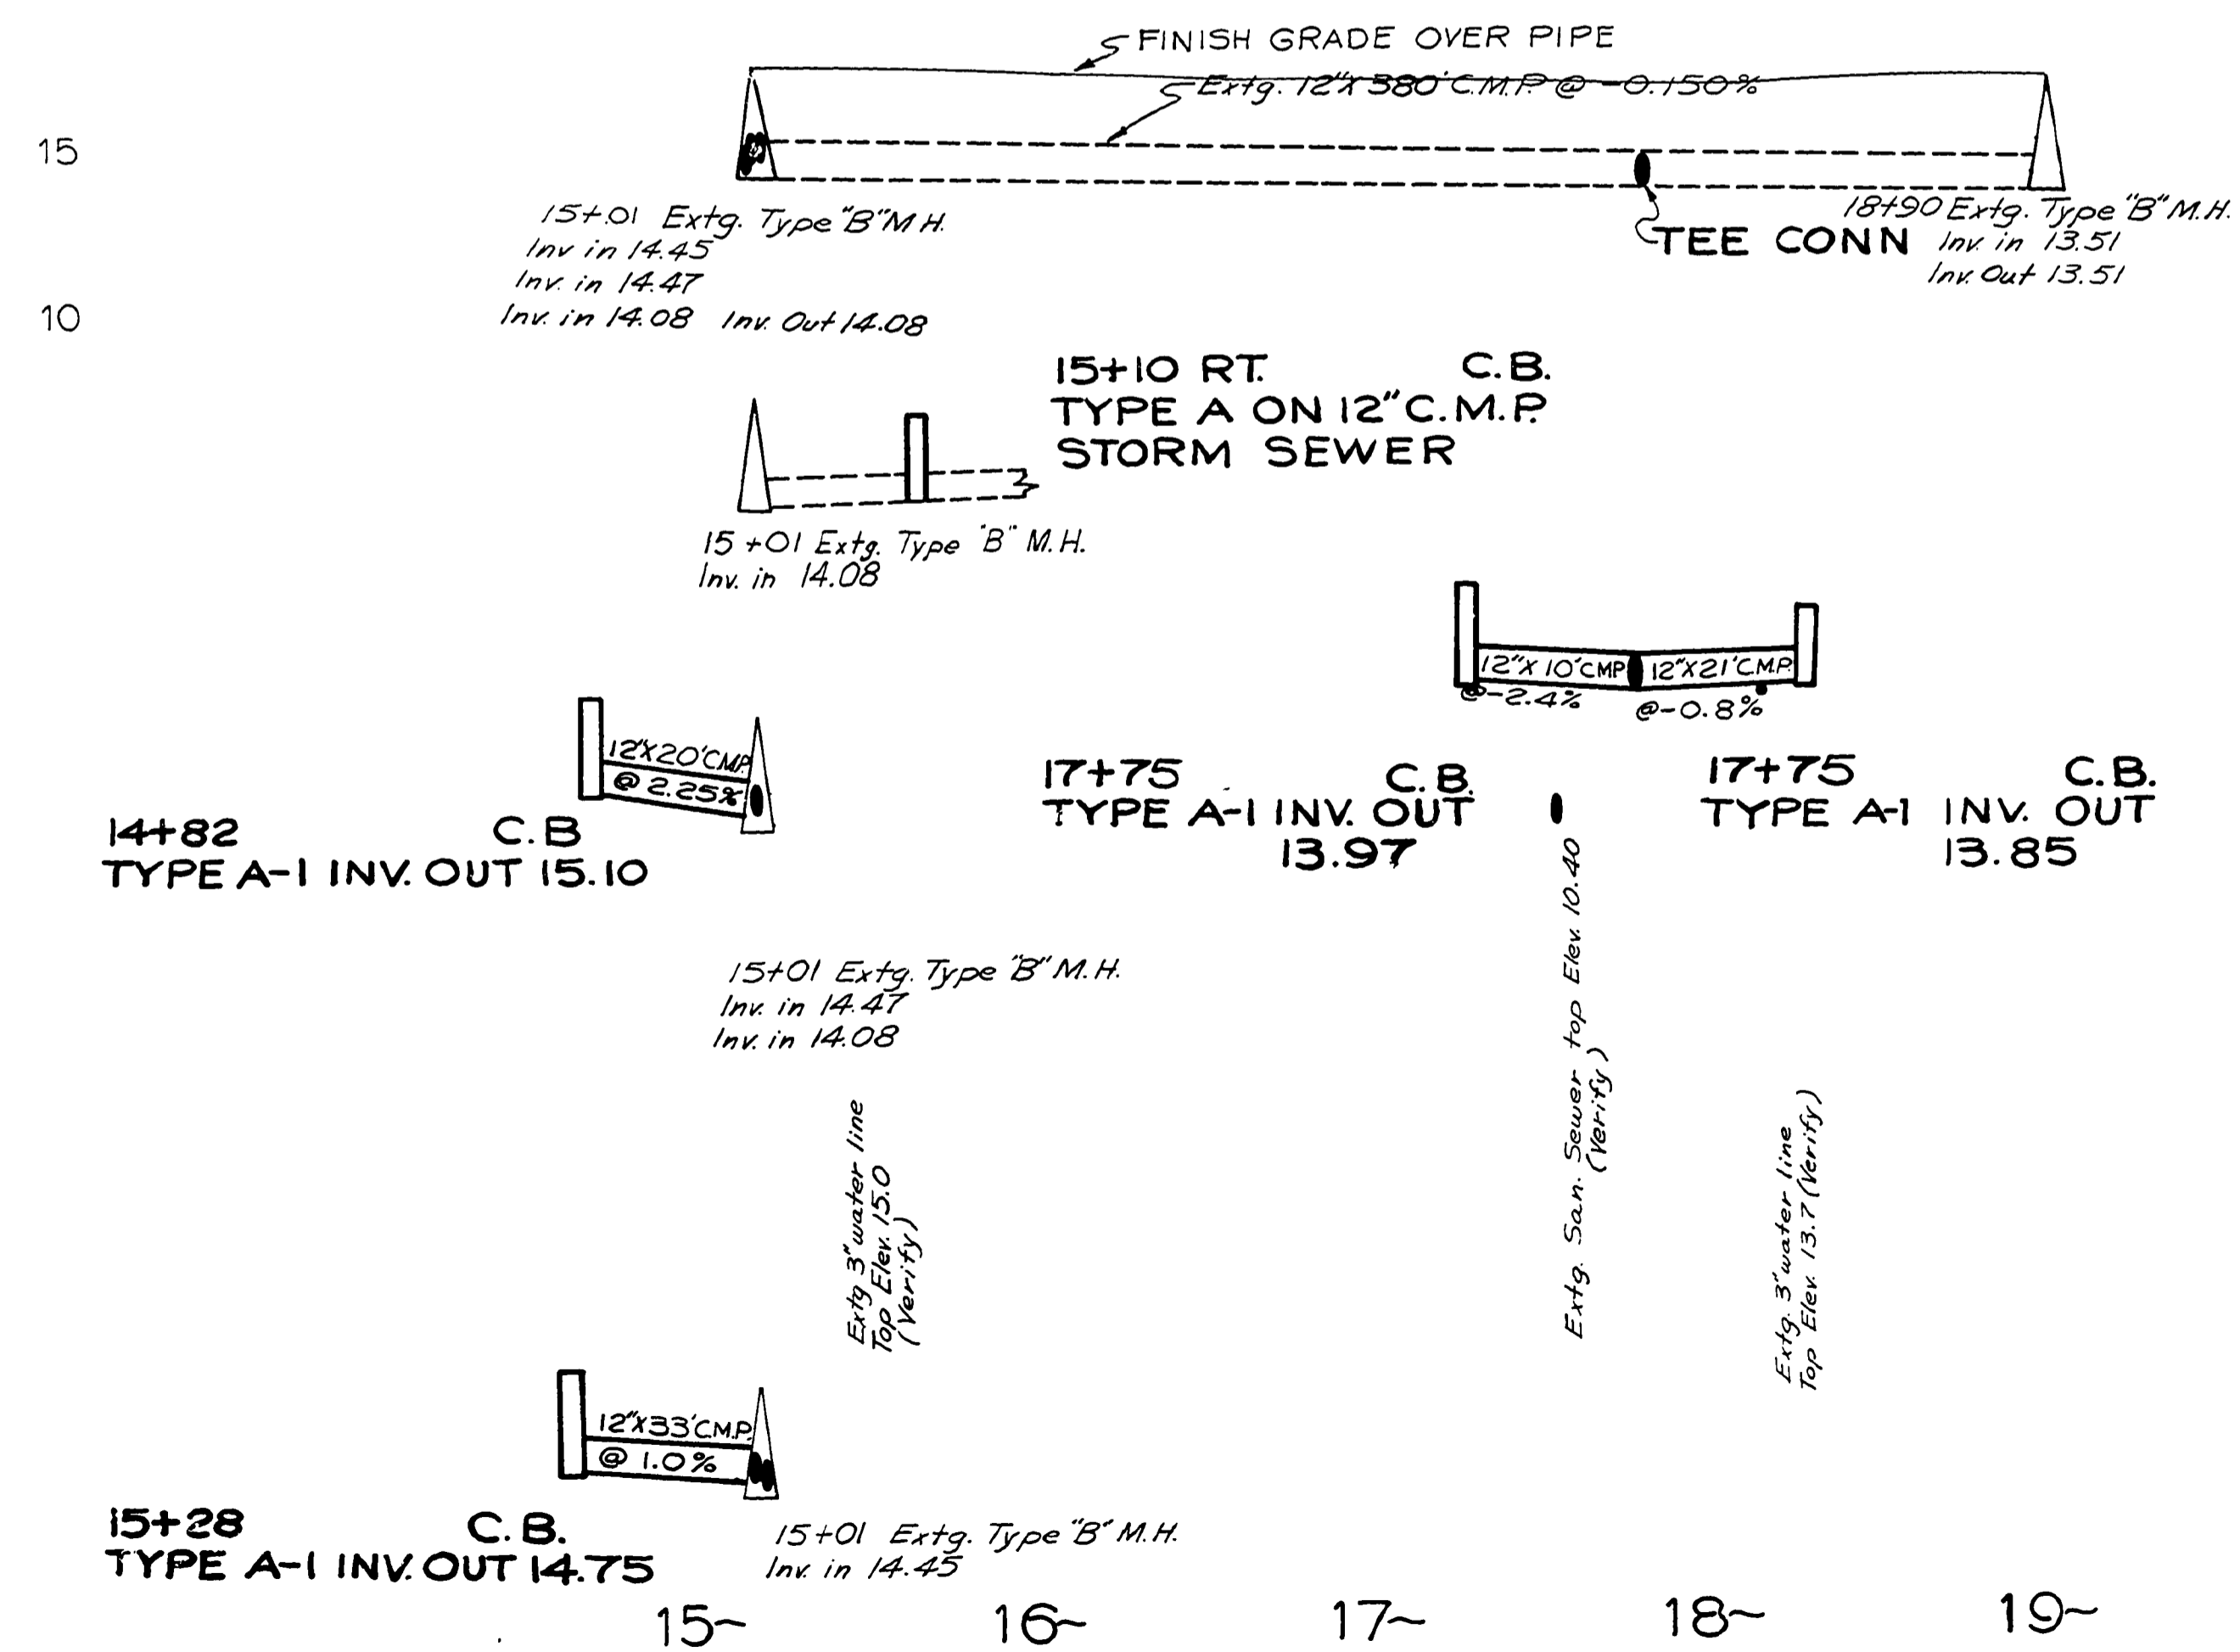 FINISH GRADE OVER PIPE
Extg. 12"X 380' C.M.P. @ -0.150%
15
15+01 Extg. Type "B" M.H.
Inv in 14.45
Inv. in 14.47
Inv. in 14.08 Inv. Out 14.08
TEE CONN
18+90 Extg. Type "B" M.H.
Inv. in 13.51
Inv. Out 13.51
10
15+10 RT. C.B.
TYPE A ON 12" C.M.P.
STORM SEWER
15+01 Extg. Type "B" M.H.
Inv. in 14.08
12"X 10' CMP
@-2.4%
12"X21' C.M.P.
@-0.8%
12"X20' CMP.
@ 2.25%
14+82 C.B
TYPE A-1 INV. OUT 15.10
17+75 C.B.
TYPE A-1 INV. OUT
13.97
17+75 C.B.
TYPE A-1 INV. OUT
13.85
15+01 Extg. Type "B" M.H.
Inv. in 14.47
Inv. in 14.08
Extg 3" water line
Top Elev. 15.0
(Verify)
Extg. San. Sewer top Elev. 10.40
(Verify)
Extg. 3" water line
Top Elev. 13.7 (Verify)
12"X33' C.M.P.
@ 1.0%
15+28 C.B.
TYPE A-1 INV. OUT 14.75
15+01 Extg. Type "B" M.H.
Inv. in 14.45
15~ 16~ 17~ 18~ 19~